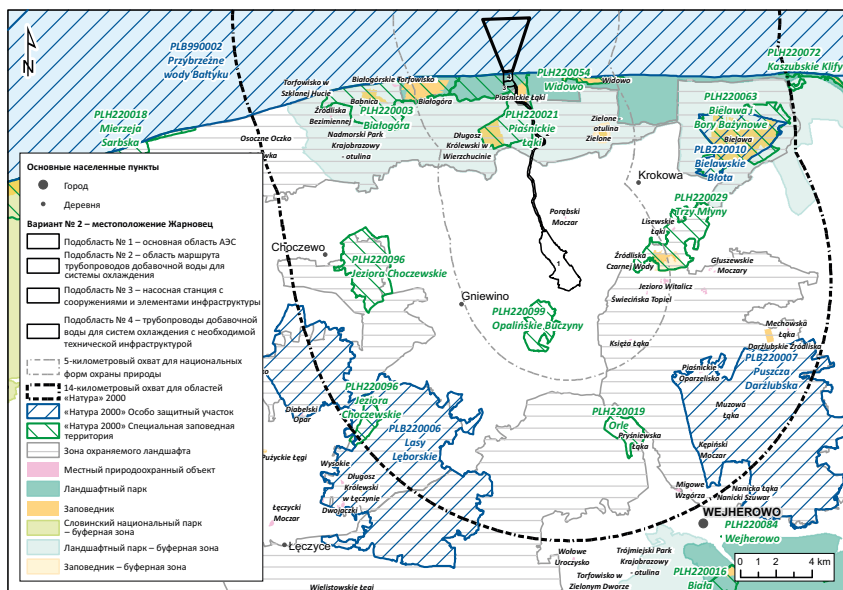 N
PLB990002
Przybrzeżne
wody Bałtyku
PLH220018
Mierzeja
Sarbska
Torfowisko w
Szklanej Hucie
Białogórskie Torfowisko
Babnica
Białogóra
Źródliska
Bezimiennej
PLH220003
Białogóra
Nadmorski Park
Krajobrazowy
- otulina
Osoczne Oczko
Długosz
Królewski w
Wierzchucinie
3
Piaśnickie Łąki
PLH220054
Widowo
Widowo
PLH220021
Piaśnickie
Łąki
Zielone -
otulina
Zielone
PLH220072
Kaszubskie Klify
PLH220063
Bielawa i
Bory Bażynowe
Bielawa
PLB220010
Bielawskie
Błota
Krokowa
PLH220029
Trzy Młyny
Lisewskie
Łąki
Porąbski
Moczar
1
Źródliska
Czarnej Wody
Głuszewskie
Moczary
Jezioro Witalicz
Świecińska Topiel
Choczewo
PLH220096
Jeziora Choczewskie
Gniewino
PLH220099
Opalińskie Buczyny
Księża Łąka
Mechowska
Łąka
Darżlubskie Źródliska
PLB220007
Puszcza
Darżlubska
Piaśnickie
Oparzelisko
Muzowa
Łąka
Kępiński
Moczar
PLH220096
Jeziora
Choczewskie
Diabelski
Opar
PLB220006
Lasy
Lęborskie
PLH220019
Orle
Pryśniewska
Łąka
Pużyckie Łęgi
Wysokie
Długosz
Królewski
w Łęczynie
Dwojaczki
Łęczycki
Moczar
Łęczyce
Migowe
Wzgórza
Nanicka Łąka
Nanicki Szuwar
WEJHEROWO
PLH220084
Wejherowo
Wołowe
Uroczysko
Trójmiejski Park
Krajobrazowy
- otulina
Torfowisko w
Zielonym Dworze
Wielistowskie Łęgi
PLH220016
Biała
0 1 2 4 km
Основные населенные пункты
Город
Деревня
Вариант № 2 – местоположение Жарновец
Подобласть № 1 – основная область АЭС
Подобласть № 2 – область маршрута
трубопроводов добавочной воды для
системы охлаждения
Подобласть № 3 – насосная станция с
сооружениями и элементами инфраструктуры
Подобласть № 4 – трубопроводы добавочной
воды для систем охлаждения с необходимой
технической инфраструктурой
5-километровый охват для национальных
форм охраны природы
14-километровый охват для областей
«Натура» 2000
«Натура 2000» Особо защитный участок
«Натура 2000» Специальная заповедная
территория
Зона охраняемого ландшафта
Местный природоохранный объект
Ландшафтный парк
Заповедник
Словинский национальный парк
– буферная зона
Ландшафтный парк – буферная зона
Заповедник – буферная зона